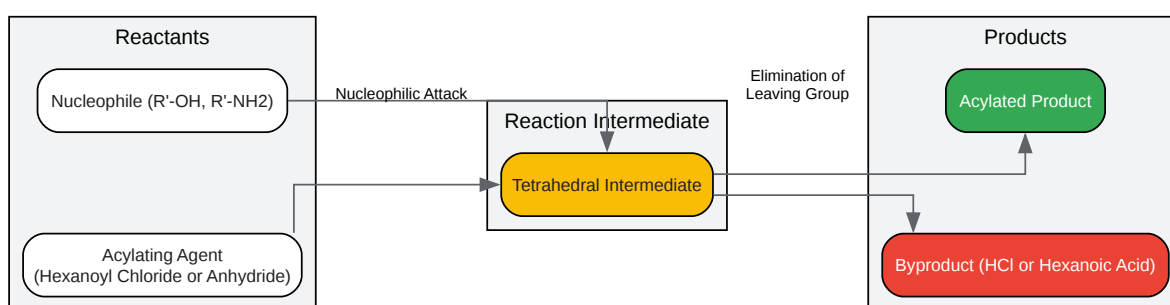 Reactants
Nucleophile (R'-OH, R'-NH2)
Acylating Agent
(Hexanoyl Chloride or Anhydride)
Nucleophilic Attack
Reaction Intermediate
Tetrahedral Intermediate
Elimination of
Leaving Group
Products
Acylated Product
Byproduct (HCl or Hexanoic Acid)